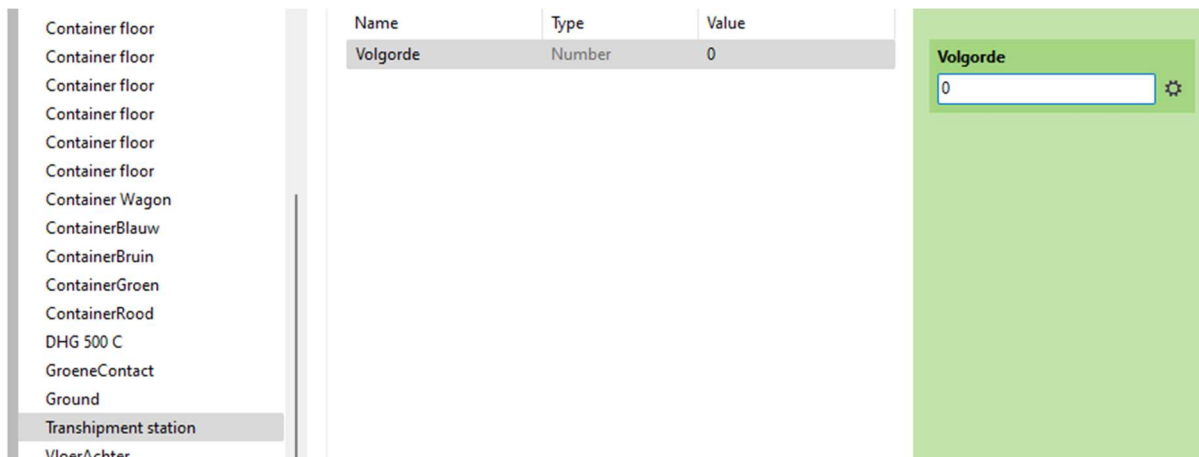 Container floor
Container floor
Container floor
Container floor
Container floor
Container floor
Container Wagon
ContainerBlauw
ContainerBruin
ContainerGroen
ContainerRood
DHG 500 C
GroeneContact
Ground
Transhipment station
VloerAchter
Name Type Value
Volgorde Number 0
Volgorde
0